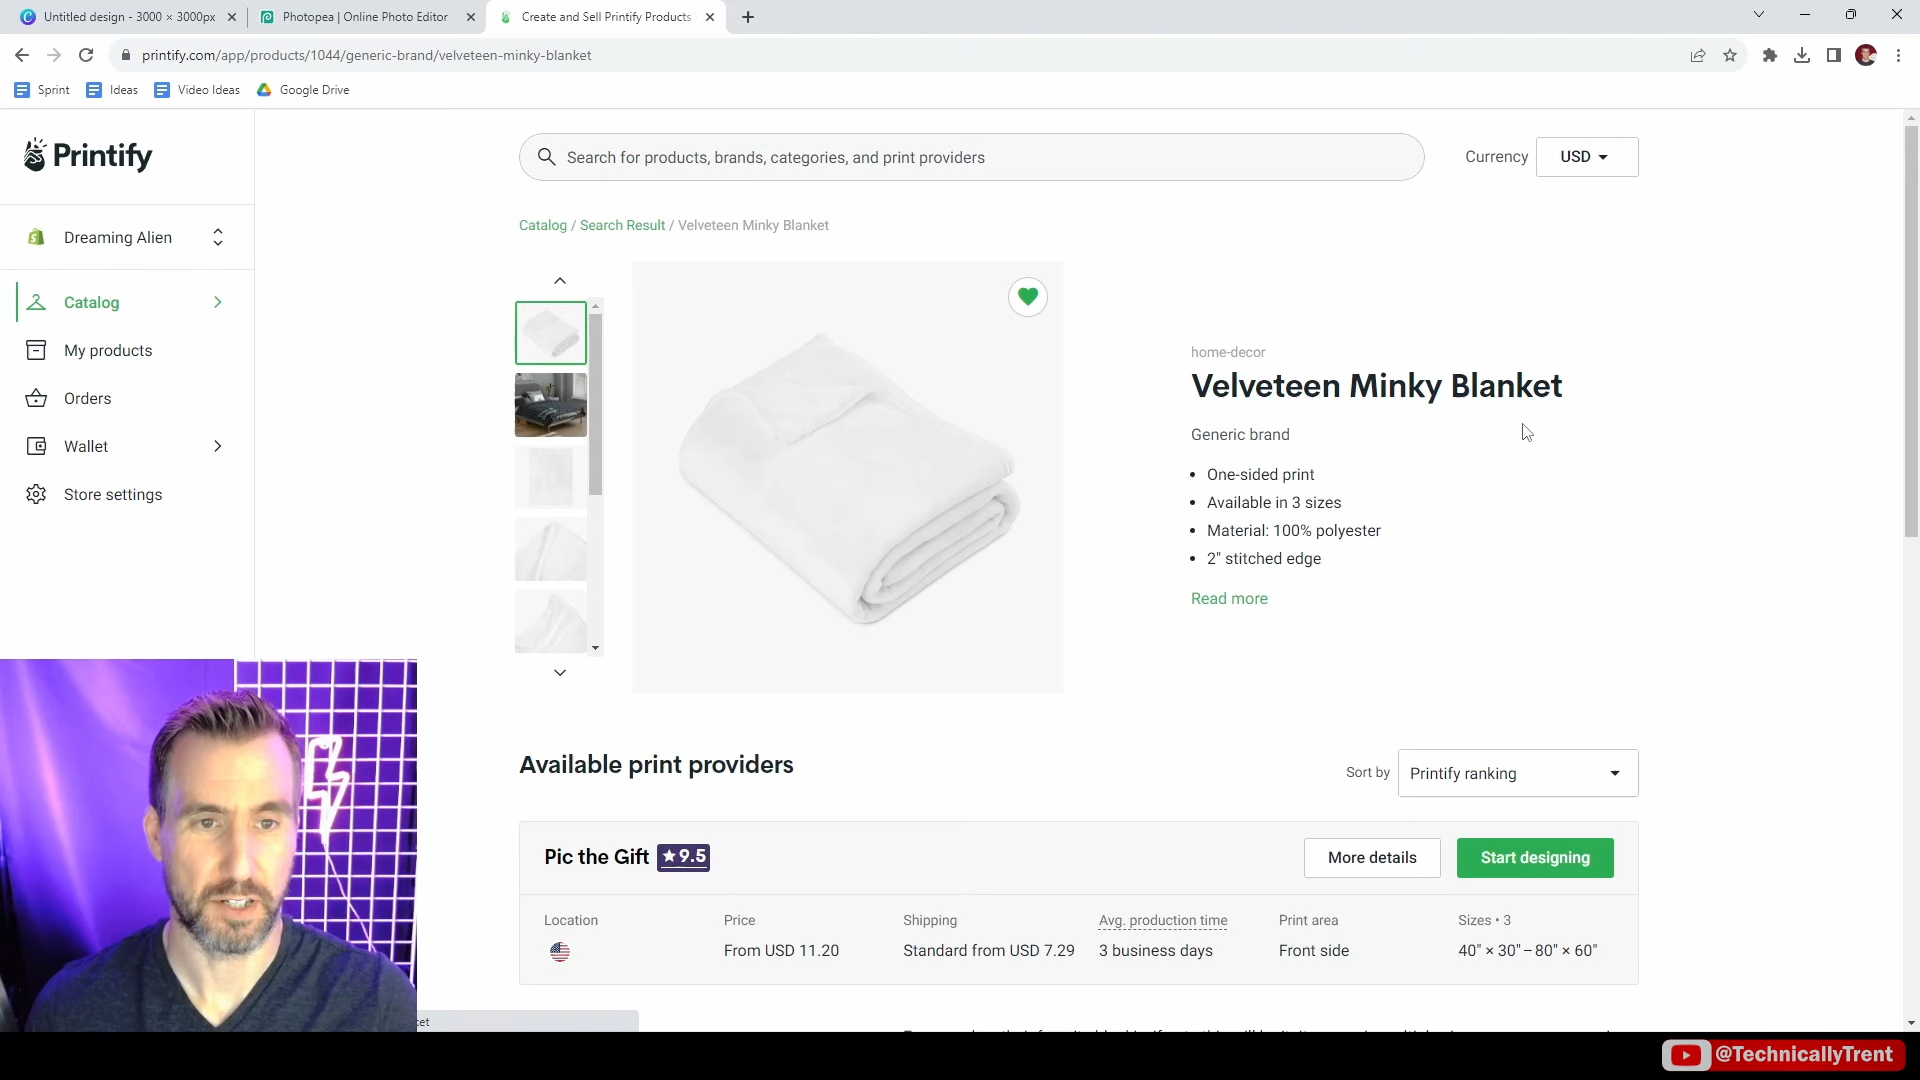 Untitled design - 3000 × 3000px
Photopea | Online Photo Editor
Create and Sell Printify Products
printify.com/app/products/1044/generic-brand/velveteen-minky-blanket
Sprint
Ideas
Video Ideas
Google Drive
Printify
Search for products, brands, categories, and print providers
Currency
USD
Catalog / Search Result / Velveteen Minky Blanket
Dreaming Alien
Catalog
My products
Orders
Wallet
Store settings
home-decor
Velveteen Minky Blanket
Generic brand
• One-sided print
• Available in 3 sizes
• Material: 100% polyester
• 2" stitched edge
Read more
Available print providers
Sort by
Printify ranking
Pic the Gift
★ 9.5
More details
Start designing
Location
Price
Shipping
Avg. production time
Print area
Sizes • 3
From USD 11.20
Standard from USD 7.29
3 business days
Front side
40" × 30" – 80" × 60"
@TechnicallyTrent